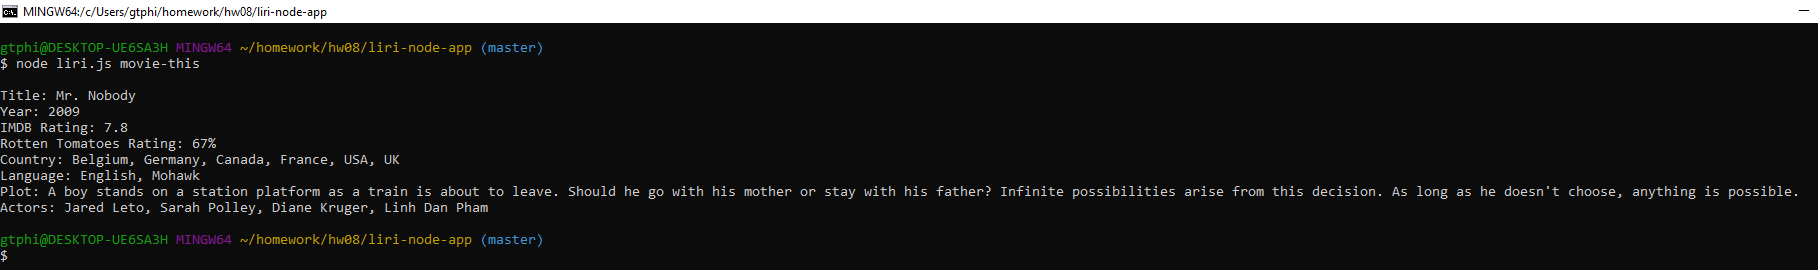 MINGW64:/c/Users/gtphi/homework/hw08/liri-node-app
gtphi@DESKTOP-UE6SA3H MINGW64 ~/homework/hw08/liri-node-app (master)
$ node liri.js movie-this
Title: Mr. Nobody
Year: 2009
IMDB Rating: 7.8
Rotten Tomatoes Rating: 67%
Country: Belgium, Germany, Canada, France, USA, UK
Language: English, Mohawk
Plot: A boy stands on a station platform as a train is about to leave. Should he go with his mother or stay with his father? Infinite possibilities arise from this decision. As long as he doesn't choose, anything is possible.
Actors: Jared Leto, Sarah Polley, Diane Kruger, Linh Dan Pham
gtphi@DESKTOP-UE6SA3H MINGW64 ~/homework/hw08/liri-node-app (master)
$